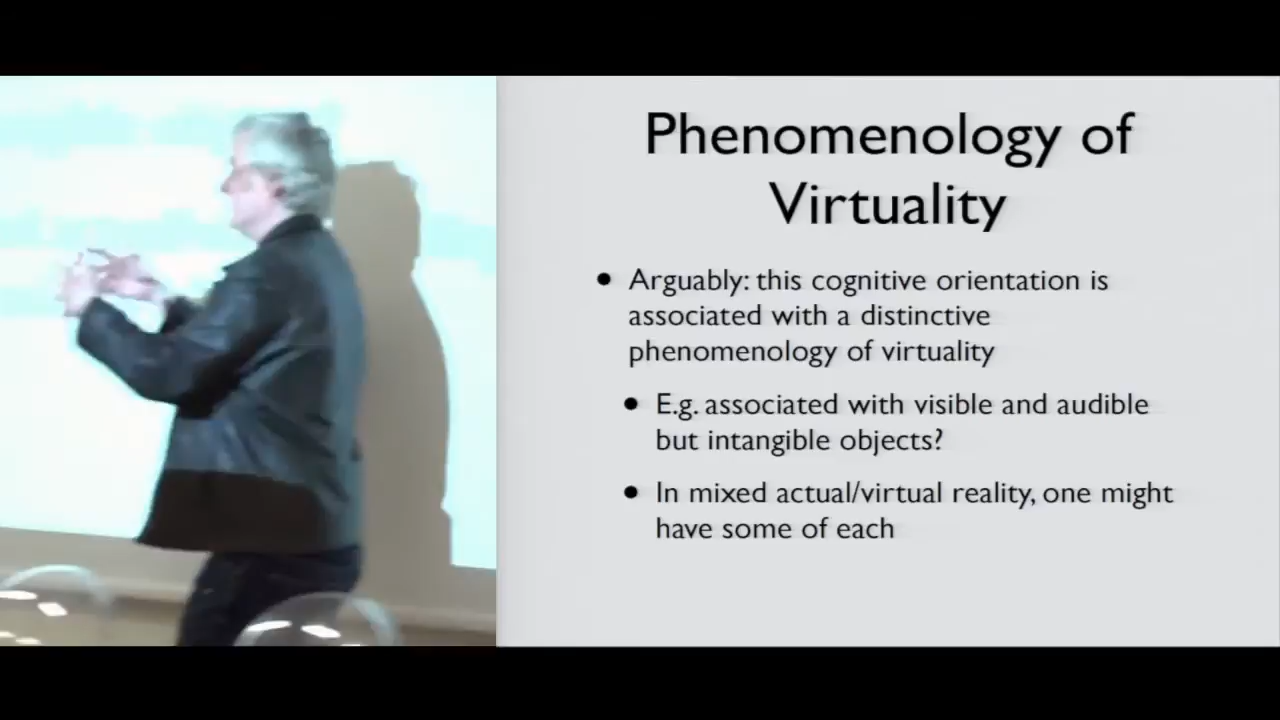 Phenomenology of
Virtuality
• Arguably: this cognitive orientation is
associated with a distinctive
phenomenology of virtuality
• E.g. associated with visible and audible
but intangible objects?
• In mixed actual/virtual reality, one might
have some of each